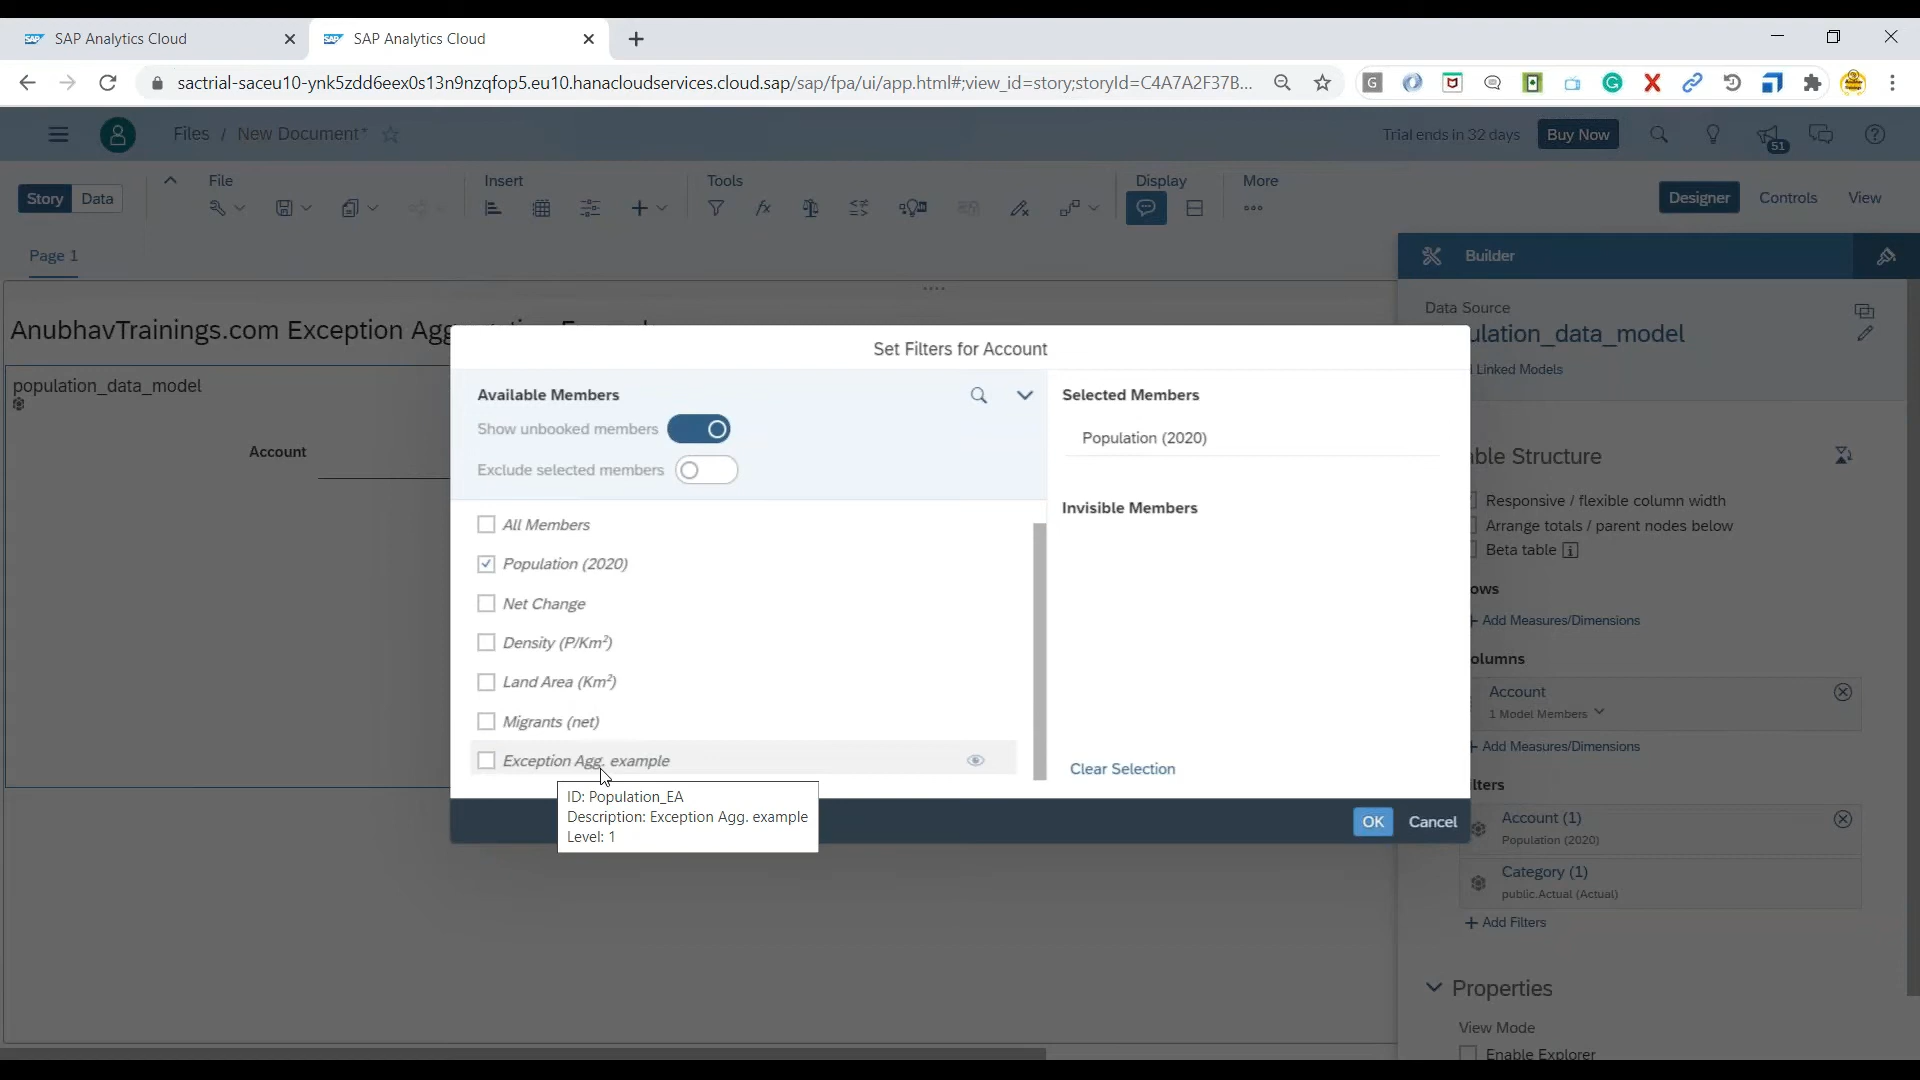 SAP Analytics Cloud
SAP Analytics Cloud
sactrial-saceu10-ynk5zdd6eex0s13n9nzqfop5.eu10.hanacloudservices.cloud.sap/sap/fpa/ui/app.html#;view_id=story;storyId=C4A7A2F37B...
Files / New Document*
Trial ends in 32 days
Buy Now
51
Story
Data
File
Insert
Tools
Display
More
Designer
Controls
View
Page 1
Builder
Data Source
ulation_data_model
Linked Models
AnubhavTrainings.com Exception Agg
population_data_model
Account
Set Filters for Account
Available Members
Show unbooked members
Exclude selected members
All Members
Population (2020)
Net Change
Density (P/Km²)
Land Area (Km²)
Migrants (net)
Exception Agg. example
ID: Population_EA
Description: Exception Agg. example
Level: 1
Selected Members
Population (2020)
Invisible Members
Clear Selection
OK
Cancel
ble Structure
Responsive / flexible column width
Arrange totals / parent nodes below
Beta table
ows
Add Measures/Dimensions
olumns
Account
1 Model Members
+ Add Measures/Dimensions
lters
Account (1)
Population (2020)
Category (1)
public.Actual (Actual)
+ Add Filters
Properties
View Mode
Enable Explorer